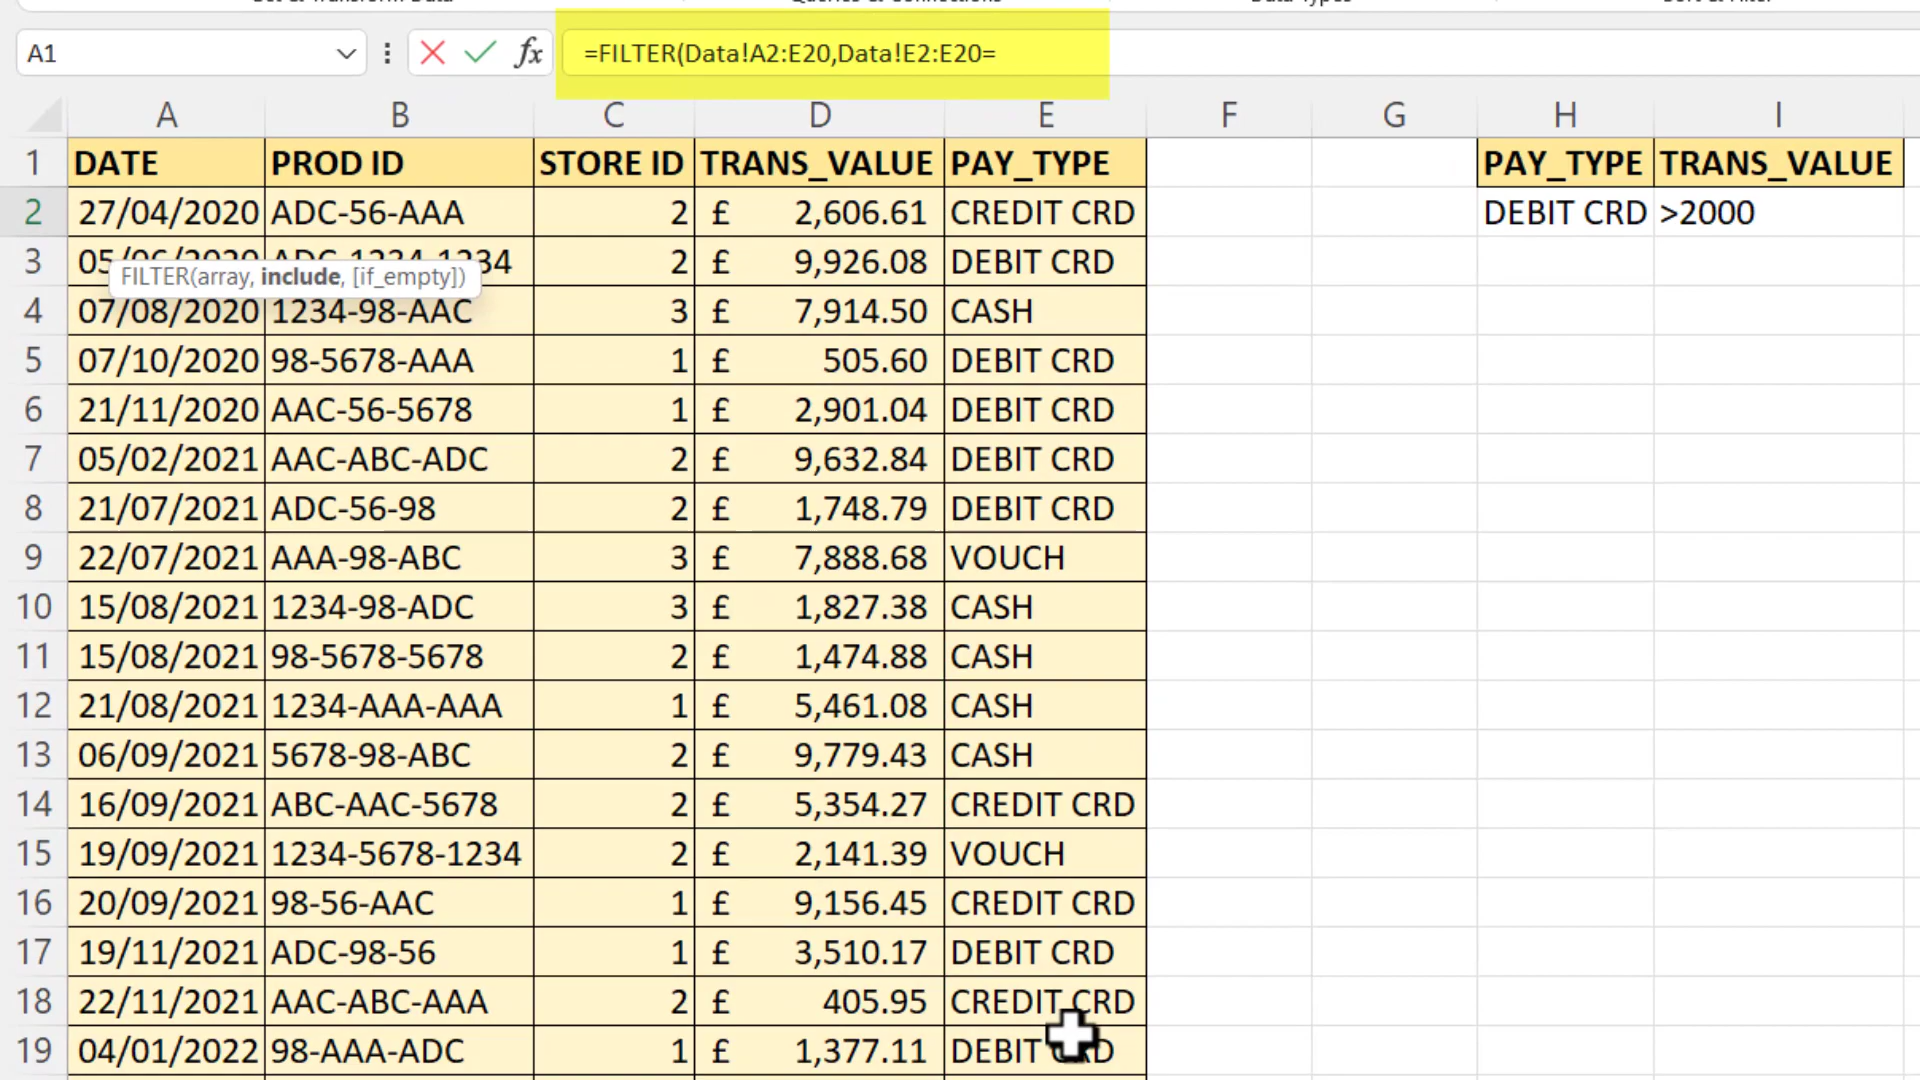 A1 fx =FILTER(Data!A2:E20,Data!E2:E20=
A B C D E F G H I
1 DATE PROD ID STORE ID TRANS_VALUE PAY_TYPE PAY_TYPE TRANS_VALUE
2 27/04/2020 ADC-56-AAA 2 £ 2,606.61 CREDIT CRD DEBIT CRD >2000
3 2 £ 9,926.08 DEBIT CRD
FILTER(array, include, [if_empty])
4 07/08/2020 1234-98-AAC 3 £ 7,914.50 CASH
5 07/10/2020 98-5678-AAA 1 £ 505.60 DEBIT CRD
6 21/11/2020 AAC-56-5678 1 £ 2,901.04 DEBIT CRD
7 05/02/2021 AAC-ABC-ADC 2 £ 9,632.84 DEBIT CRD
8 21/07/2021 ADC-56-98 2 £ 1,748.79 DEBIT CRD
9 22/07/2021 AAA-98-ABC 3 £ 7,888.68 VOUCH
10 15/08/2021 1234-98-ADC 3 £ 1,827.38 CASH
11 15/08/2021 98-5678-5678 2 £ 1,474.88 CASH
12 21/08/2021 1234-AAA-AAA 1 £ 5,461.08 CASH
13 06/09/2021 5678-98-ABC 2 £ 9,779.43 CASH
14 16/09/2021 ABC-AAC-5678 2 £ 5,354.27 CREDIT CRD
15 19/09/2021 1234-5678-1234 2 £ 2,141.39 VOUCH
16 20/09/2021 98-56-AAC 1 £ 9,156.45 CREDIT CRD
17 19/11/2021 ADC-98-56 1 £ 3,510.17 DEBIT CRD
18 22/11/2021 AAC-ABC-AAA 2 £ 405.95 CREDIT CRD
19 04/01/2022 98-AAA-ADC 1 £ 1,377.11 DEBIT CRD